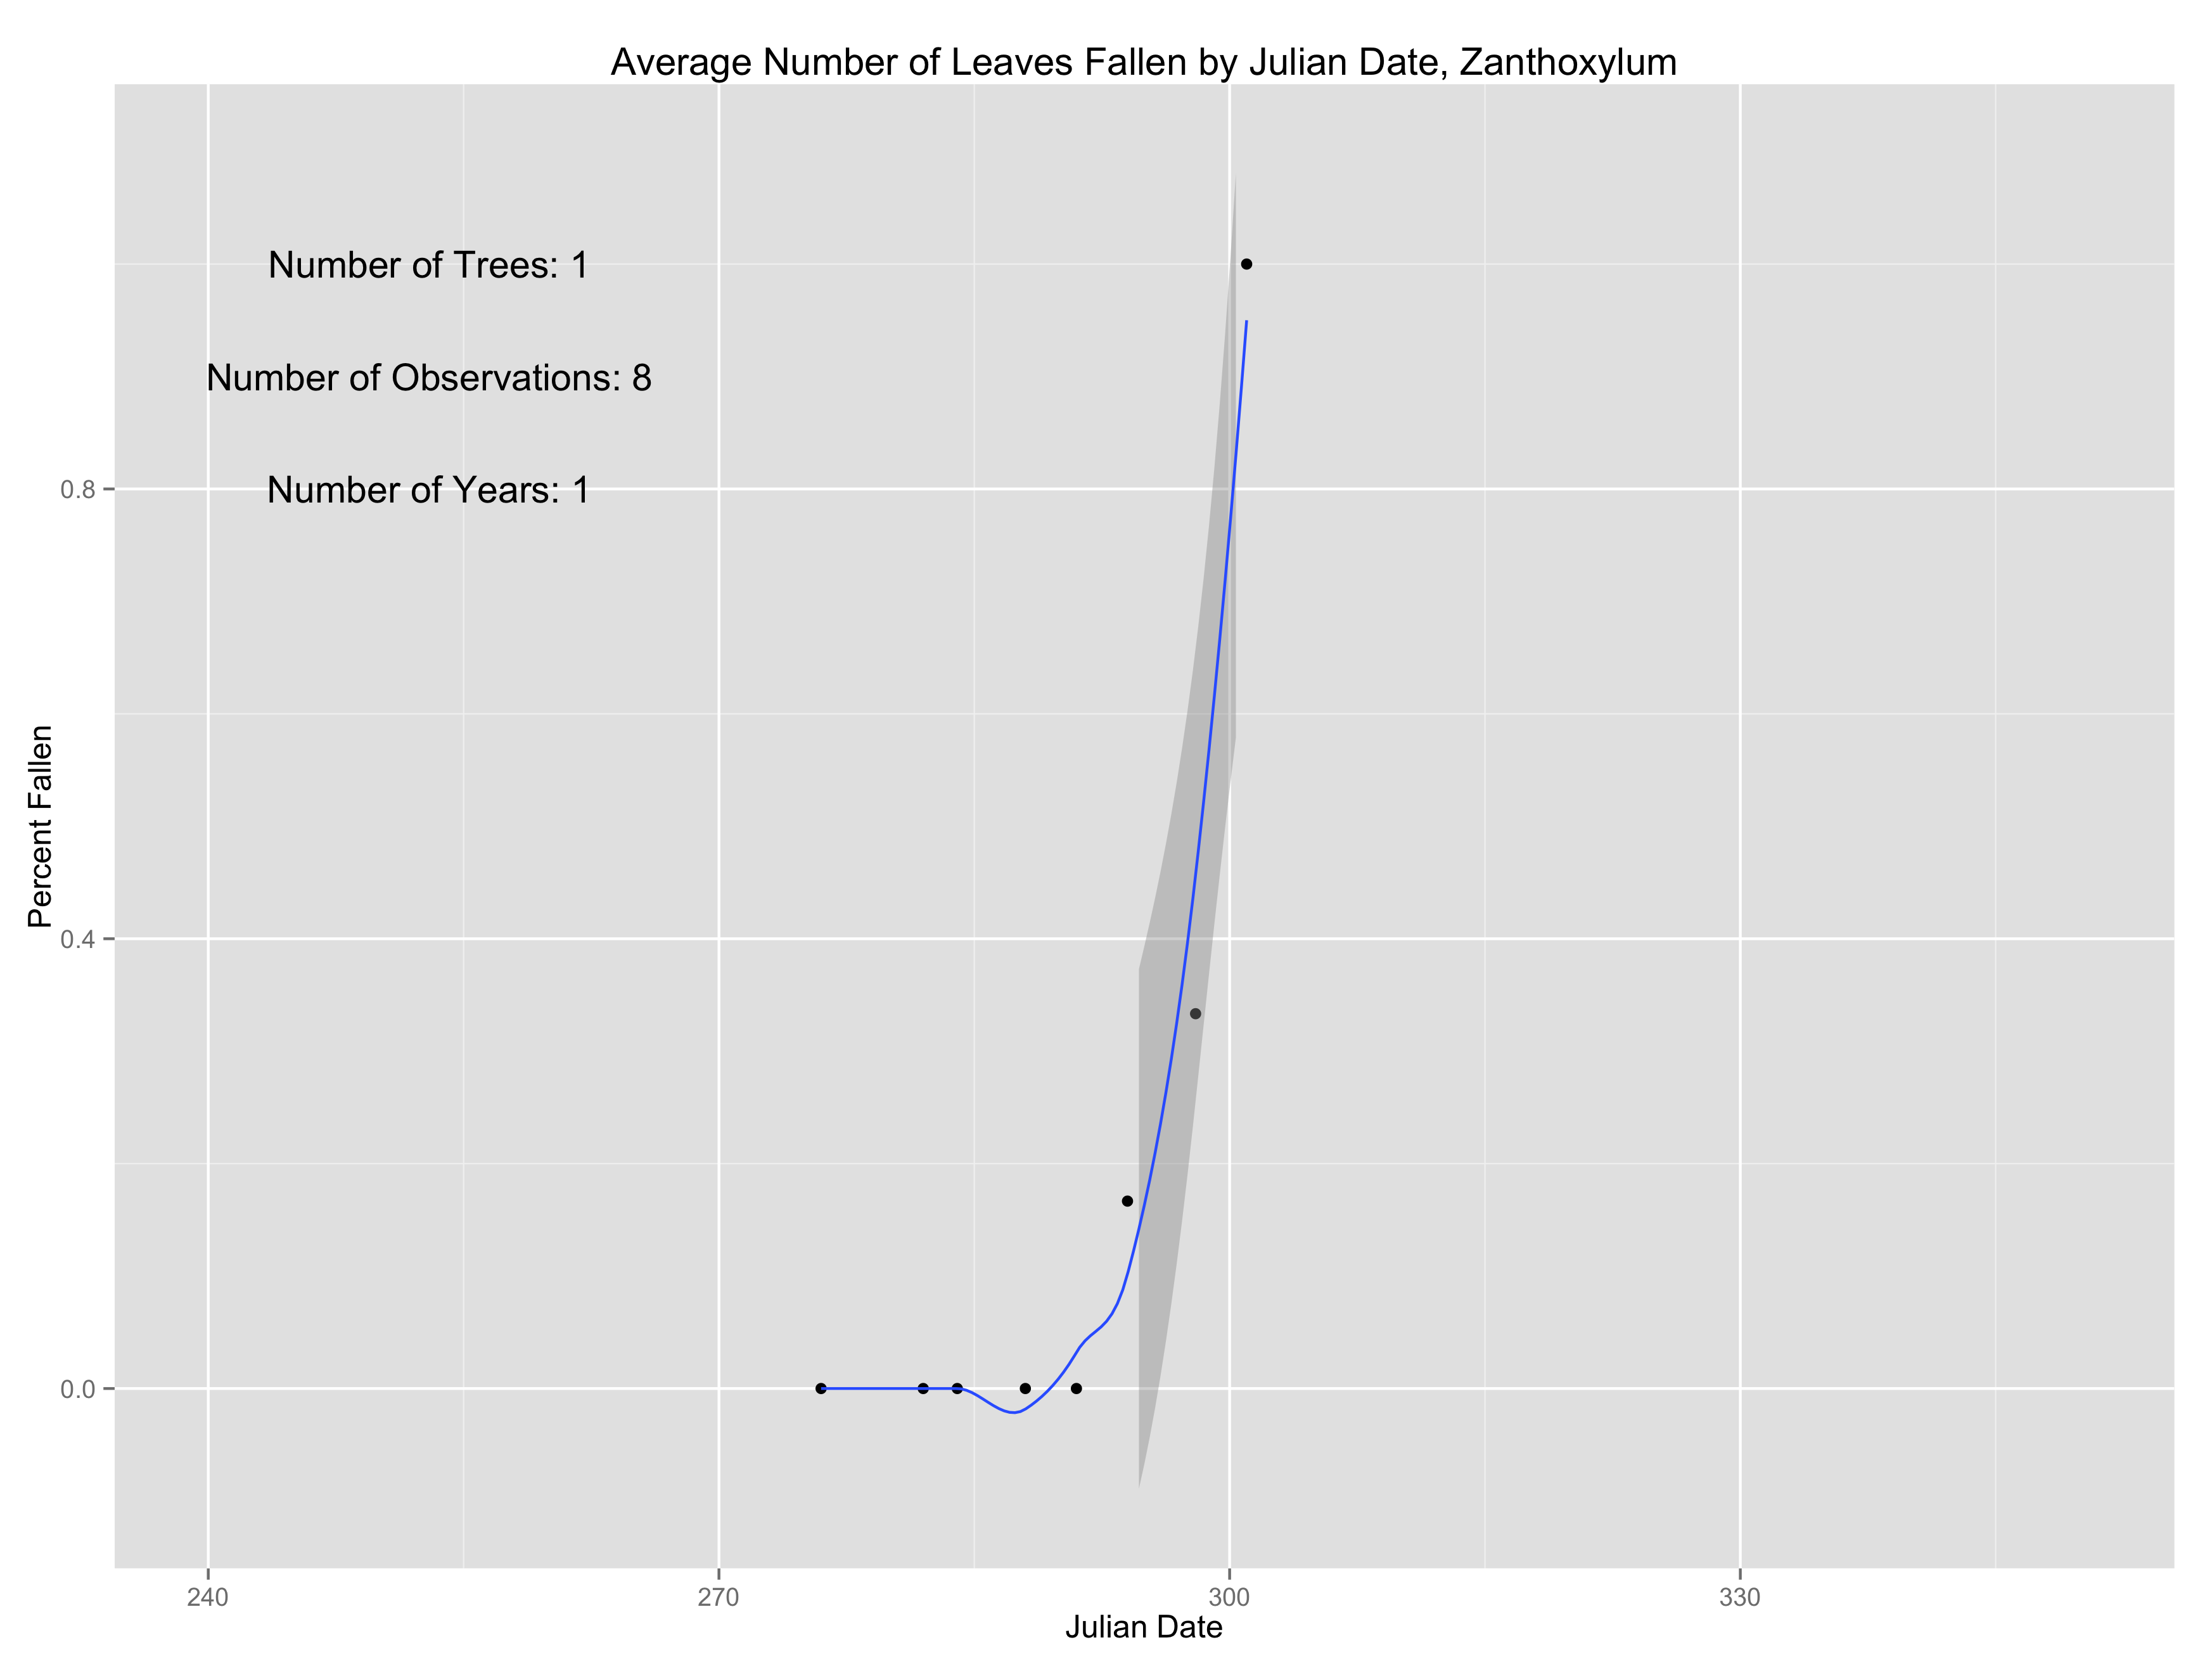 Average Number of Leaves Fallen by Julian Date, Zanthoxylum
Number of Trees: 1
Number of Observations: 8
Number of Years: 1
Percent Fallen
0.8
0.4
0.0
240
270
300
330
Julian Date